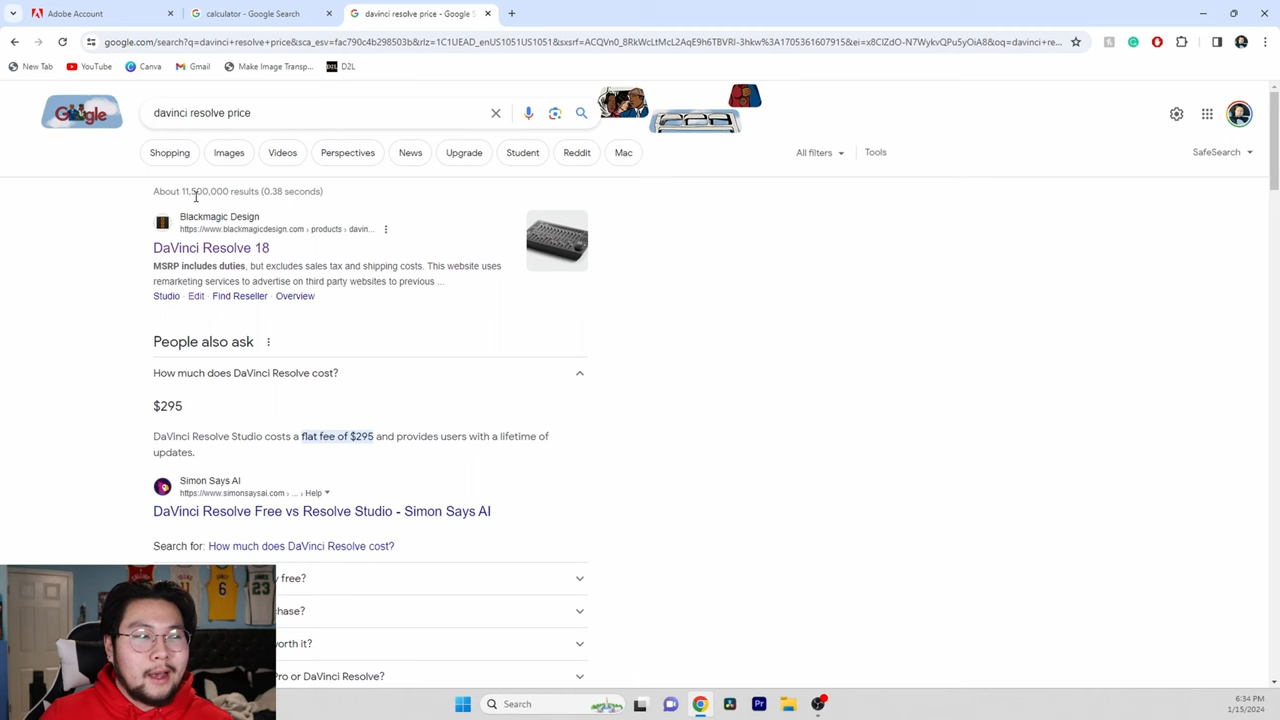 Adobe Account
calculator - Google Search
davinci resolve price - Google S
google.com/search?q=davinci+resolve+price&sca_esv=fac790c4b298503b&rlz=1C1UEAD_enUS1051US1051&sxsrf=ACQVn0_8RkWcLtMcL2AqE9h6TBVRI-3hkw%3A1705361607915&ei=x8ClZdO-N7WykvQPu5yOiA8&oq=davinci+re...
New Tab YouTube Canva Gmail Make Image Transp... D2L D2L
Google davinci resolve price
Shopping Images Videos Perspectives News Upgrade Student Reddit Mac All filters Tools SafeSearch
About 11,500,000 results (0.38 seconds)
Blackmagic Design
https://www.blackmagicdesign.com › products › davin...
DaVinci Resolve 18
MSRP includes duties, but excludes sales tax and shipping costs. This website uses
remarketing services to advertise on third party websites to previous ...
Studio · Edit · Find Reseller · Overview
People also ask
How much does DaVinci Resolve cost?
$295
DaVinci Resolve Studio costs a flat fee of $295 and provides users with a lifetime of
updates.
Simon Says AI
https://www.simonsaysai.com › ... › Help
DaVinci Resolve Free vs Resolve Studio - Simon Says AI
Search for: How much does DaVinci Resolve cost?
free?
hase?
orth it?
Pro or DaVinci Resolve?
6
23
Search
Pr
6:34 PM
1/15/2024